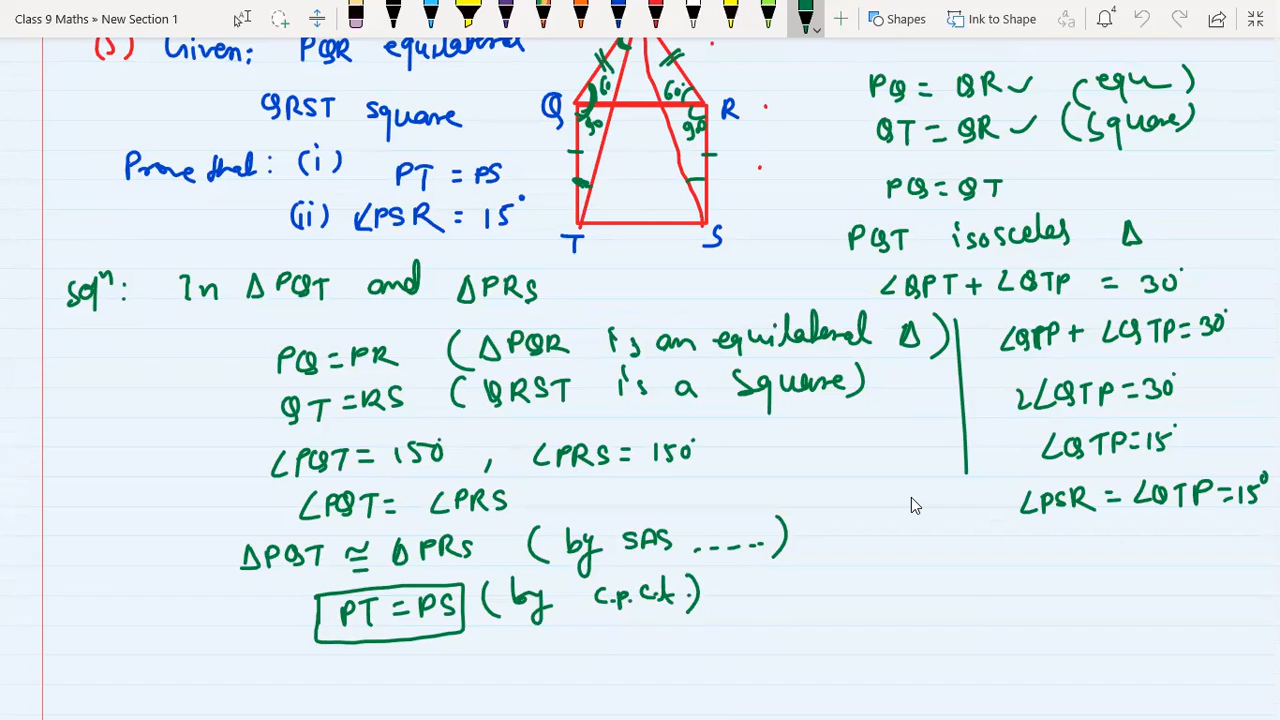 Class 9 Maths » New Section 1
Shapes
Ink to Shape
4
(5) Given: PQR equilateral
QRST square
Prove that: (i) PT = PS
(ii) ∠PSR = 15°
Q R
60 60°
90 90
T S
Solⁿ: In ΔPQT and ΔPRS
PQ = PR (ΔPQR is an equilateral Δ)
QT = RS (QRST is a square)
∠PQT = 150°, ∠PRS = 150°
∠PQT = ∠PRS
ΔPQT ≅ ΔPRS (by SAS .....)
PT = PS (by c.p.c.t.)
PQ = QR ✓ (equ)
QT = QR ✓ (Square)
PQ = QT
PQT isosceles Δ
∠QPT + ∠QTP = 30°
∠QTP + ∠QTP = 30°
2∠QTP = 30°
∠QTP = 15°
∠PSR = ∠QTP = 15°